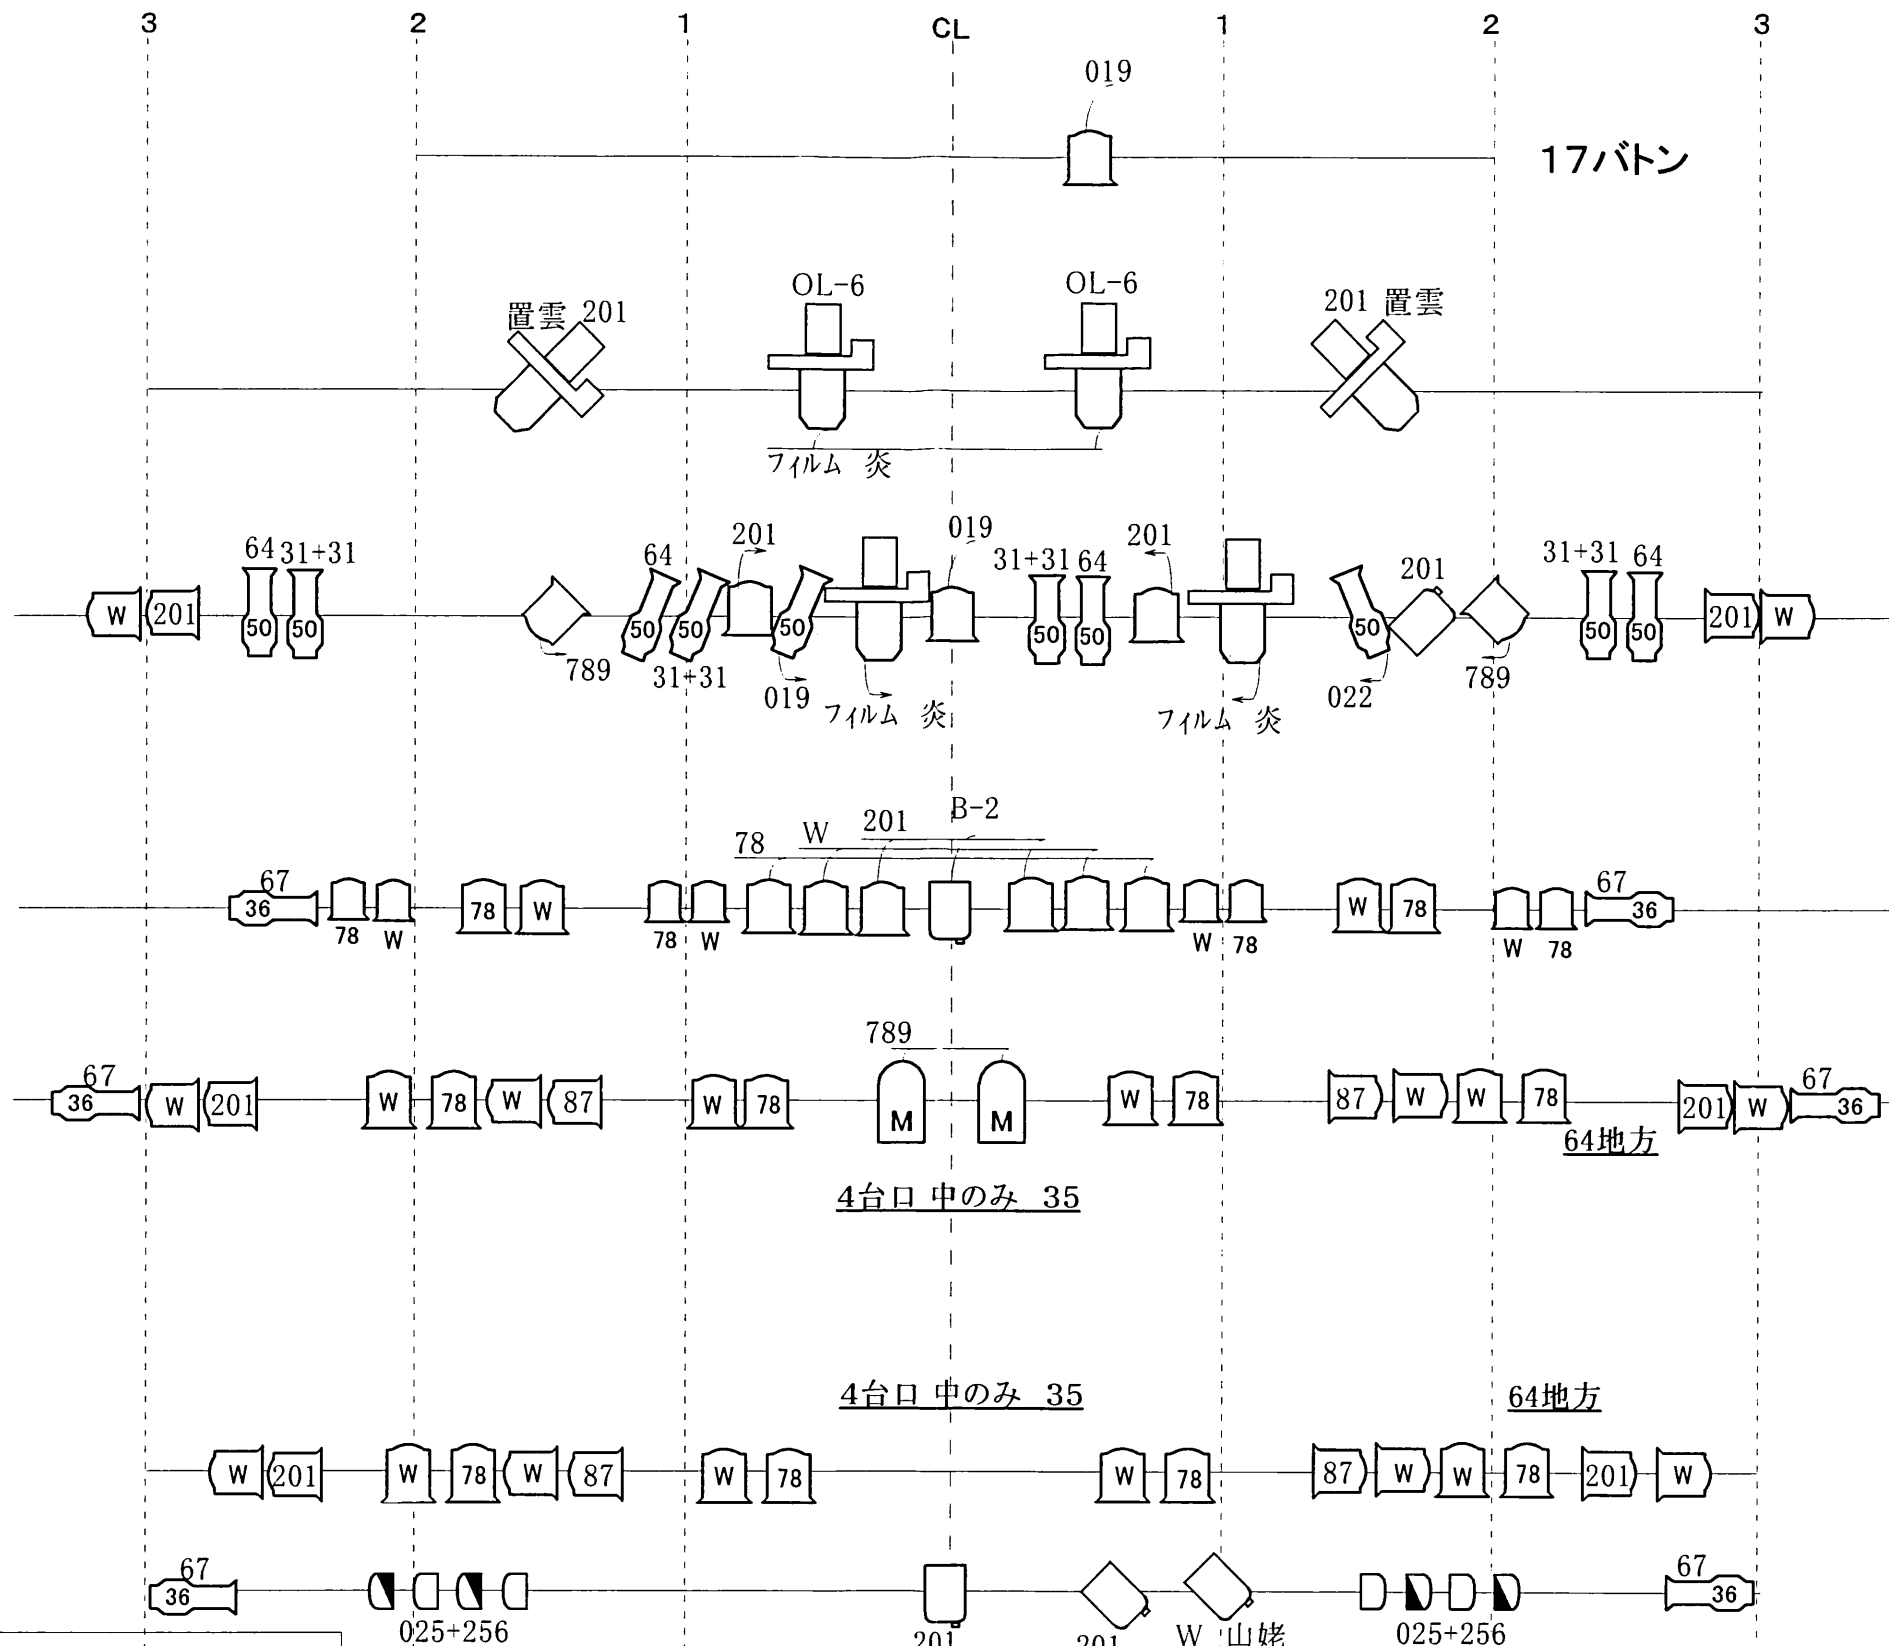 3 2 1 CL 1 2 3
019
17バトン
OL-6 OL-6
置雲 201 201 置雲
フィルム 炎
64 31+31 64 201 019 31+31 64 201 201 31+31 64
W 201 50 50 50 50 50 50 50 50 50 50 201 W
789 31+31 019 フィルム 炎 フィルム 炎 022 789
78 W 201 B-2
67 67
36 78 W W 78 36
78 W 78 W W 78 W 78
789
67 67
36 W 201 W 78 W 87 W 78 M M W 78 87 W W 78 201 W 36
64地方
4台口 中のみ 35
4台口 中のみ 35
64地方
W 201 W 78 W 87 W 78 W 78 87 W W 78 201 W
67 67
36 36
025+256 201 201 W 山姥 025+256